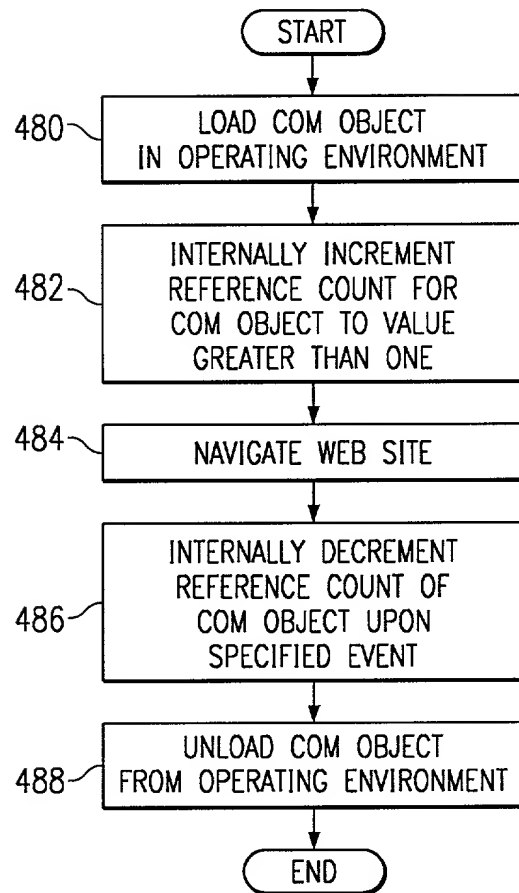 START
480
LOAD COM OBJECT
IN OPERATING ENVIRONMENT
482
INTERNALLY INCREMENT
REFERENCE COUNT FOR
COM OBJECT TO VALUE
GREATER THAN ONE
484
NAVIGATE WEB SITE
486
INTERNALLY DECREMENT
REFERENCE COUNT OF
COM OBJECT UPON
SPECIFIED EVENT
488
UNLOAD COM OBJECT
FROM OPERATING ENVIRONMENT
END